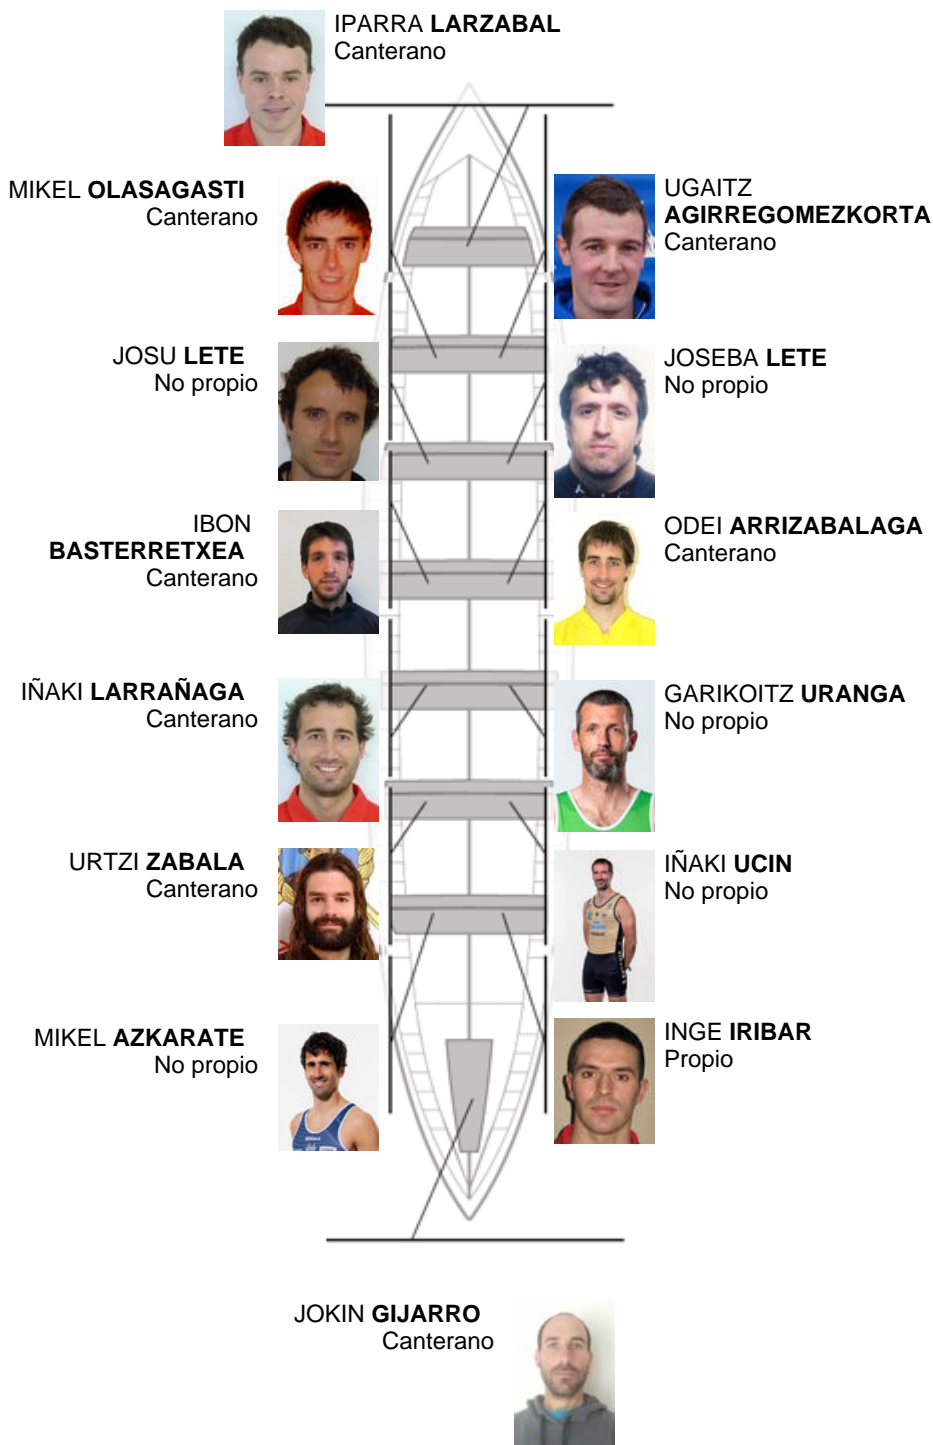 IPARRA LARZABAL
Canterano
MIKEL OLASAGASTI
Canterano
UGAITZ
AGIRREGOMEZKORTA
Canterano
JOSU LETE
No propio
JOSEBA LETE
No propio
IBON
BASTERRETXEA
Canterano
ODEI ARRIZABALAGA
Canterano
IÑAKI LARRAÑAGA
Canterano
GARIKOITZ URANGA
No propio
URTZI ZABALA
Canterano
IÑAKI UCIN
No propio
MIKEL AZKARATE
No propio
INGE IRIBAR
Propio
JOKIN GIJARRO
Canterano